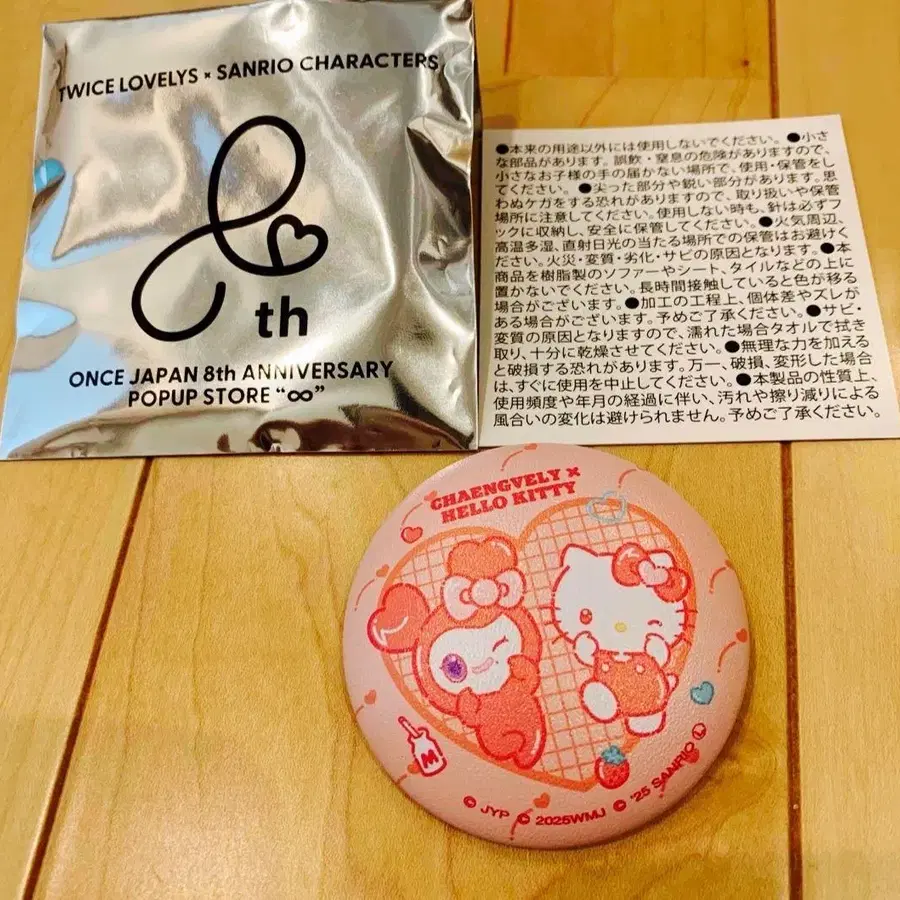 TWICE LOVELYS × SANRIO CHARACTERS
th
ONCE JAPAN 8th ANNIVERSARY
POPUP STORE “∞”
●本来の用途以外には使用しないでください。●小さ
な部品があります。誤飲・窒息の危険がありますので、
小さなお子様の手の届かない場所で、使用・保管をし
てください。●尖った部分や鋭い部分があります。思
わぬケガをする恐れがありますので、取り扱いや保管
場所に注意してください。使用しない時も、針は必ずフ
ックに収納し、安全に保管してください。●火気周辺、
高温多湿、直射日光の当たる場所での保管はお避けく
ださい。火災・変質・劣化・サビの原因となります。●本
商品を樹脂製のソファーやシート、タイルなどの上に
置かないでください。長時間接触していると色が移る
場合がございます。●加工の工程上、個体差やズレが
ある場合がございます。予めご了承ください。●サビ・
変質の原因となりますので、濡れた場合タオルで拭き
取り、十分に乾燥させてください。●無理な力を加える
と破損する恐れがあります。万一、破損、変形した場合
は、すぐに使用を中止してください。●本製品の性質上、
使用頻度や年月の経過に伴い、汚れや擦り減りによる
風合いの変化は避けられません。予めご了承ください。
CHAENGVELY ×
HELLO KITTY
M
© JYP © 2025WMJ © '25 SANRIO Ⓛ